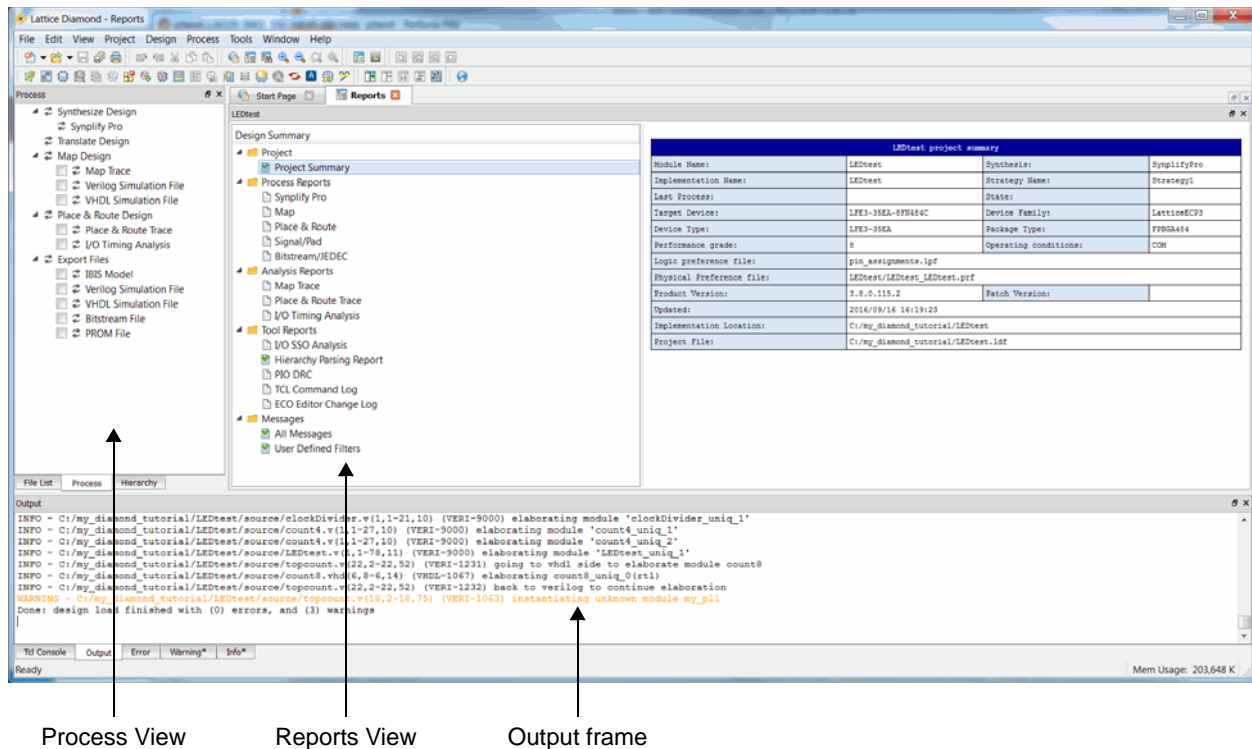 Lattice Diamond - Reports
File Edit View Project Design Process Tools Window Help
Process
Start Page
Reports
Synthesize Design
Synplify Pro
Translate Design
Map Design
Map Trace
Verilog Simulation File
VHDL Simulation File
Place & Route Design
Place & Route Trace
I/O Timing Analysis
Export Files
IBIS Model
Verilog Simulation File
VHDL Simulation File
Bitstream File
PROM File
File List Process Hierarchy
LEDtest
Design Summary
Project
Project Summary
Process Reports
Synplify Pro
Map
Place & Route
Signal/Pad
Bitstream/JEDEC
Analysis Reports
Map Trace
Place & Route Trace
I/O Timing Analysis
Tool Reports
I/O SSO Analysis
Hierarchy Parsing Report
PIO DRC
TCL Command Log
ECO Editor Change Log
Messages
All Messages
User Defined Filters
LEDtest project summary
Module Name: LEDtest Synthesis: SynplifyPro
Implementation Name: LEDtest Strategy Name: Strategy1
Last Process: State:
Target Device: LFE3-35EA-8FN484C Device Family: LatticeECP3
Device Type: LFE3-35EA Package Type: FPBGA484
Performance grade: 8 Operating conditions: COM
Logic preference file: pin_assignments.lpf
Physical Preference file: LEDtest/LEDtest_LEDtest.prf
Product Version: 3.8.0.115.2 Patch Version:
Updated: 2016/09/16 16:19:23
Implementation Location: C:/my_diamond_tutorial/LEDtest
Project File: C:/my_diamond_tutorial/LEDtest.ldf
Output
INFO - C:/my_diamond_tutorial/LEDtest/source/clockDivider.v(1,1-21,10) (VERI-9000) elaborating module 'clockDivider_uniq_1'
INFO - C:/my_diamond_tutorial/LEDtest/source/count4.v(1,1-27,10) (VERI-9000) elaborating module 'count4_uniq_1'
INFO - C:/my_diamond_tutorial/LEDtest/source/count4.v(1,1-27,10) (VERI-9000) elaborating module 'count4_uniq_2'
INFO - C:/my_diamond_tutorial/LEDtest/source/LEDtest.v(1,1-78,11) (VERI-9000) elaborating module 'LEDtest_uniq_1'
INFO - C:/my_diamond_tutorial/LEDtest/source/topcount.v(22,2-22,52) (VERI-1231) going to vhdl side to elaborate module count8
INFO - C:/my_diamond_tutorial/LEDtest/source/count8.vhd(6,8-6,14) (VHDL-1067) elaborating count8_uniq_0(rtl)
INFO - C:/my_diamond_tutorial/LEDtest/source/topcount.v(22,2-22,52) (VERI-1232) back to verilog to continue elaboration
WARNING - C:/my_diamond_tutorial/LEDtest/source/topcount.v(18,2-18,75) (VERI-1063) instantiating unknown module my_pll
Done: design load finished with (0) errors, and (3) warnings
Tcl Console Output Error Warning* Info*
Ready
Mem Usage: 203,648 K
Process View
Reports View
Output frame